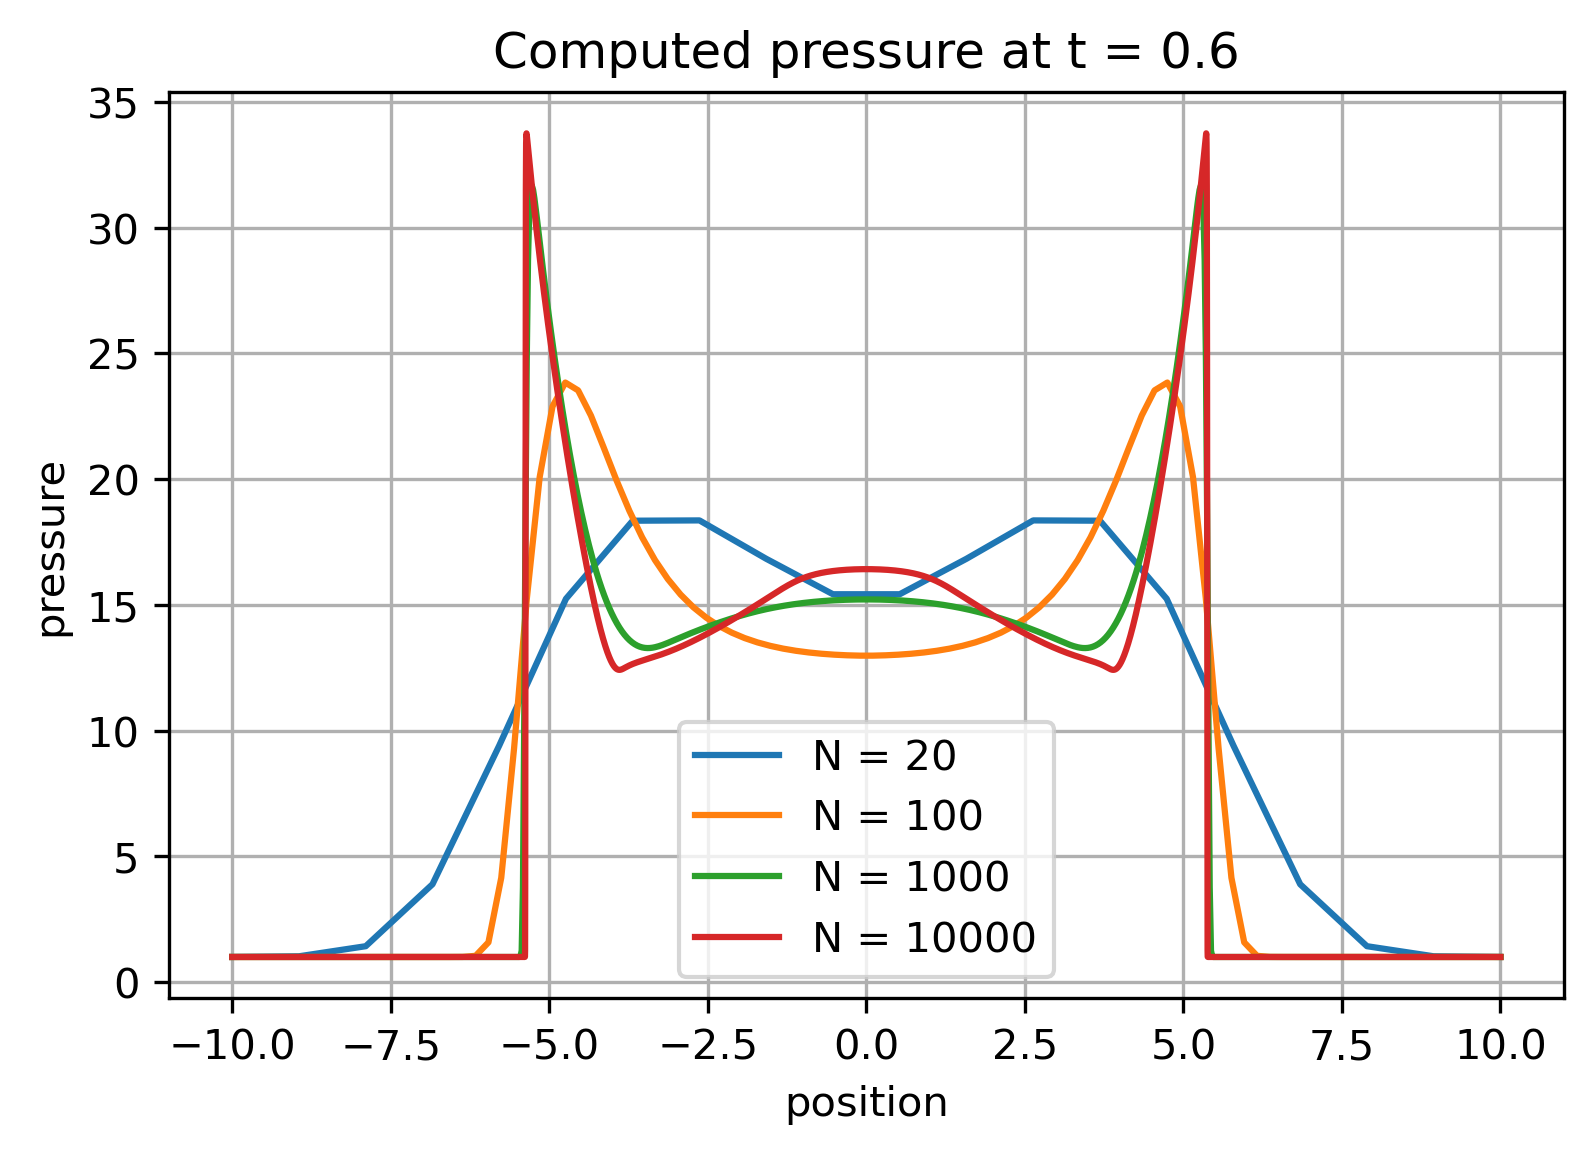 Computed pressure at t = 0.6
35
30
25
20
15
10
5
0
pressure
N = 20
N = 100
N = 1000
N = 10000
−10.0 −7.5 −5.0 −2.5 0.0 2.5 5.0 7.5 10.0
position